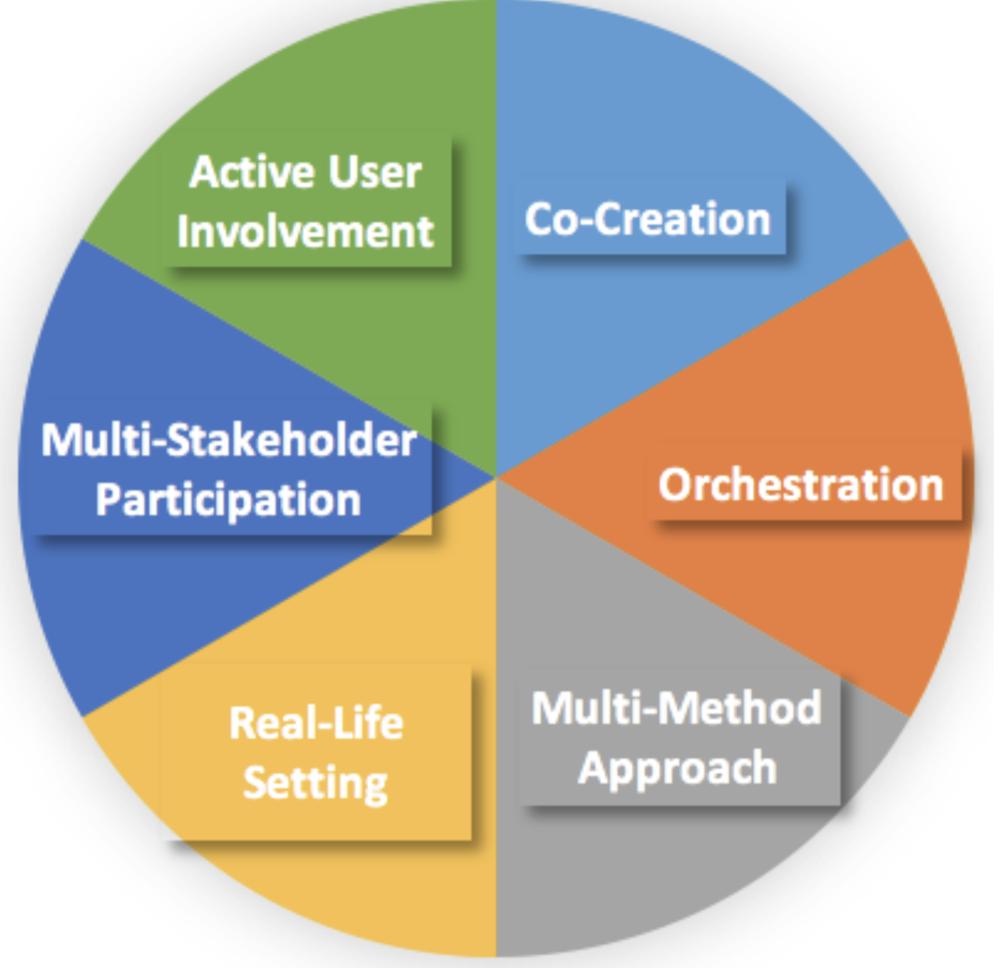 Active User
Involvement
Co-Creation
Multi-Stakeholder
Participation
Orchestration
Real-Life
Setting
Multi-Method
Approach